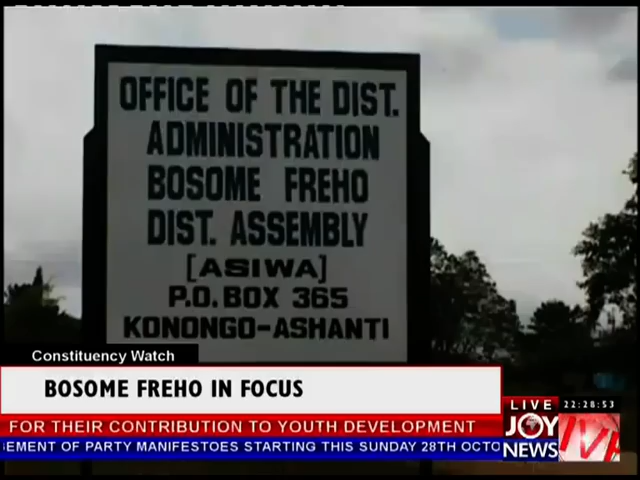 OFFICE OF THE DIST.
ADMINISTRATION
BOSOME FREHO
DIST. ASSEMBLY
[ASIWA]
P.O. BOX 365
KONONGO-ASHANTI
Constituency Watch
BOSOME FREHO IN FOCUS
FOR THEIR CONTRIBUTION TO YOUTH DEVELOPMENT
EMENT OF PARTY MANIFESTOES STARTING THIS SUNDAY 28TH OCTO
LIVE 22:28:53
JOY
NEWS